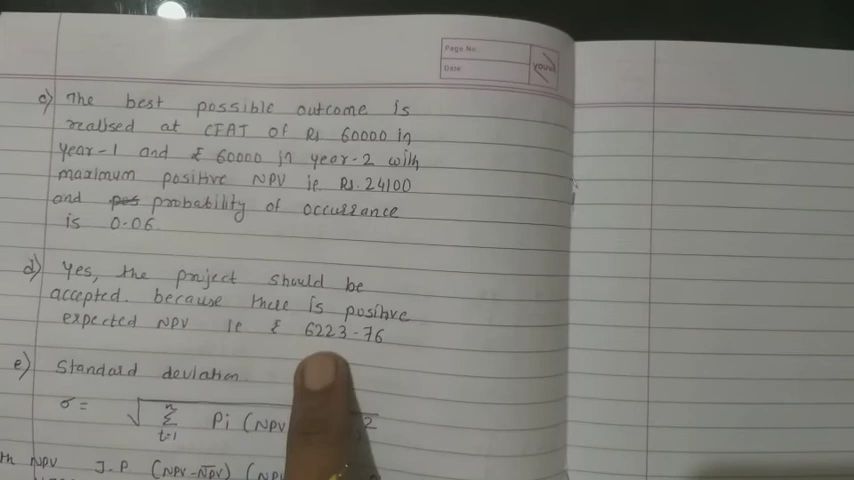 Page No.
Date
youva
c) The best possible outcome is
realised at CFAT of Rs 60000 in
year-1 and ₹ 60000 in year-2 with
maximum positive NPV ie Rs. 24100
and probability of occurrance
is 0.06
d) Yes, the project should be
accepted. because there is positive
expected NPV ie ₹ 6223-76
e) Standard deviation
σ = √ n Σ t=1 Pi (NPV 2
NPV J.P (NPV-NPV) (NP